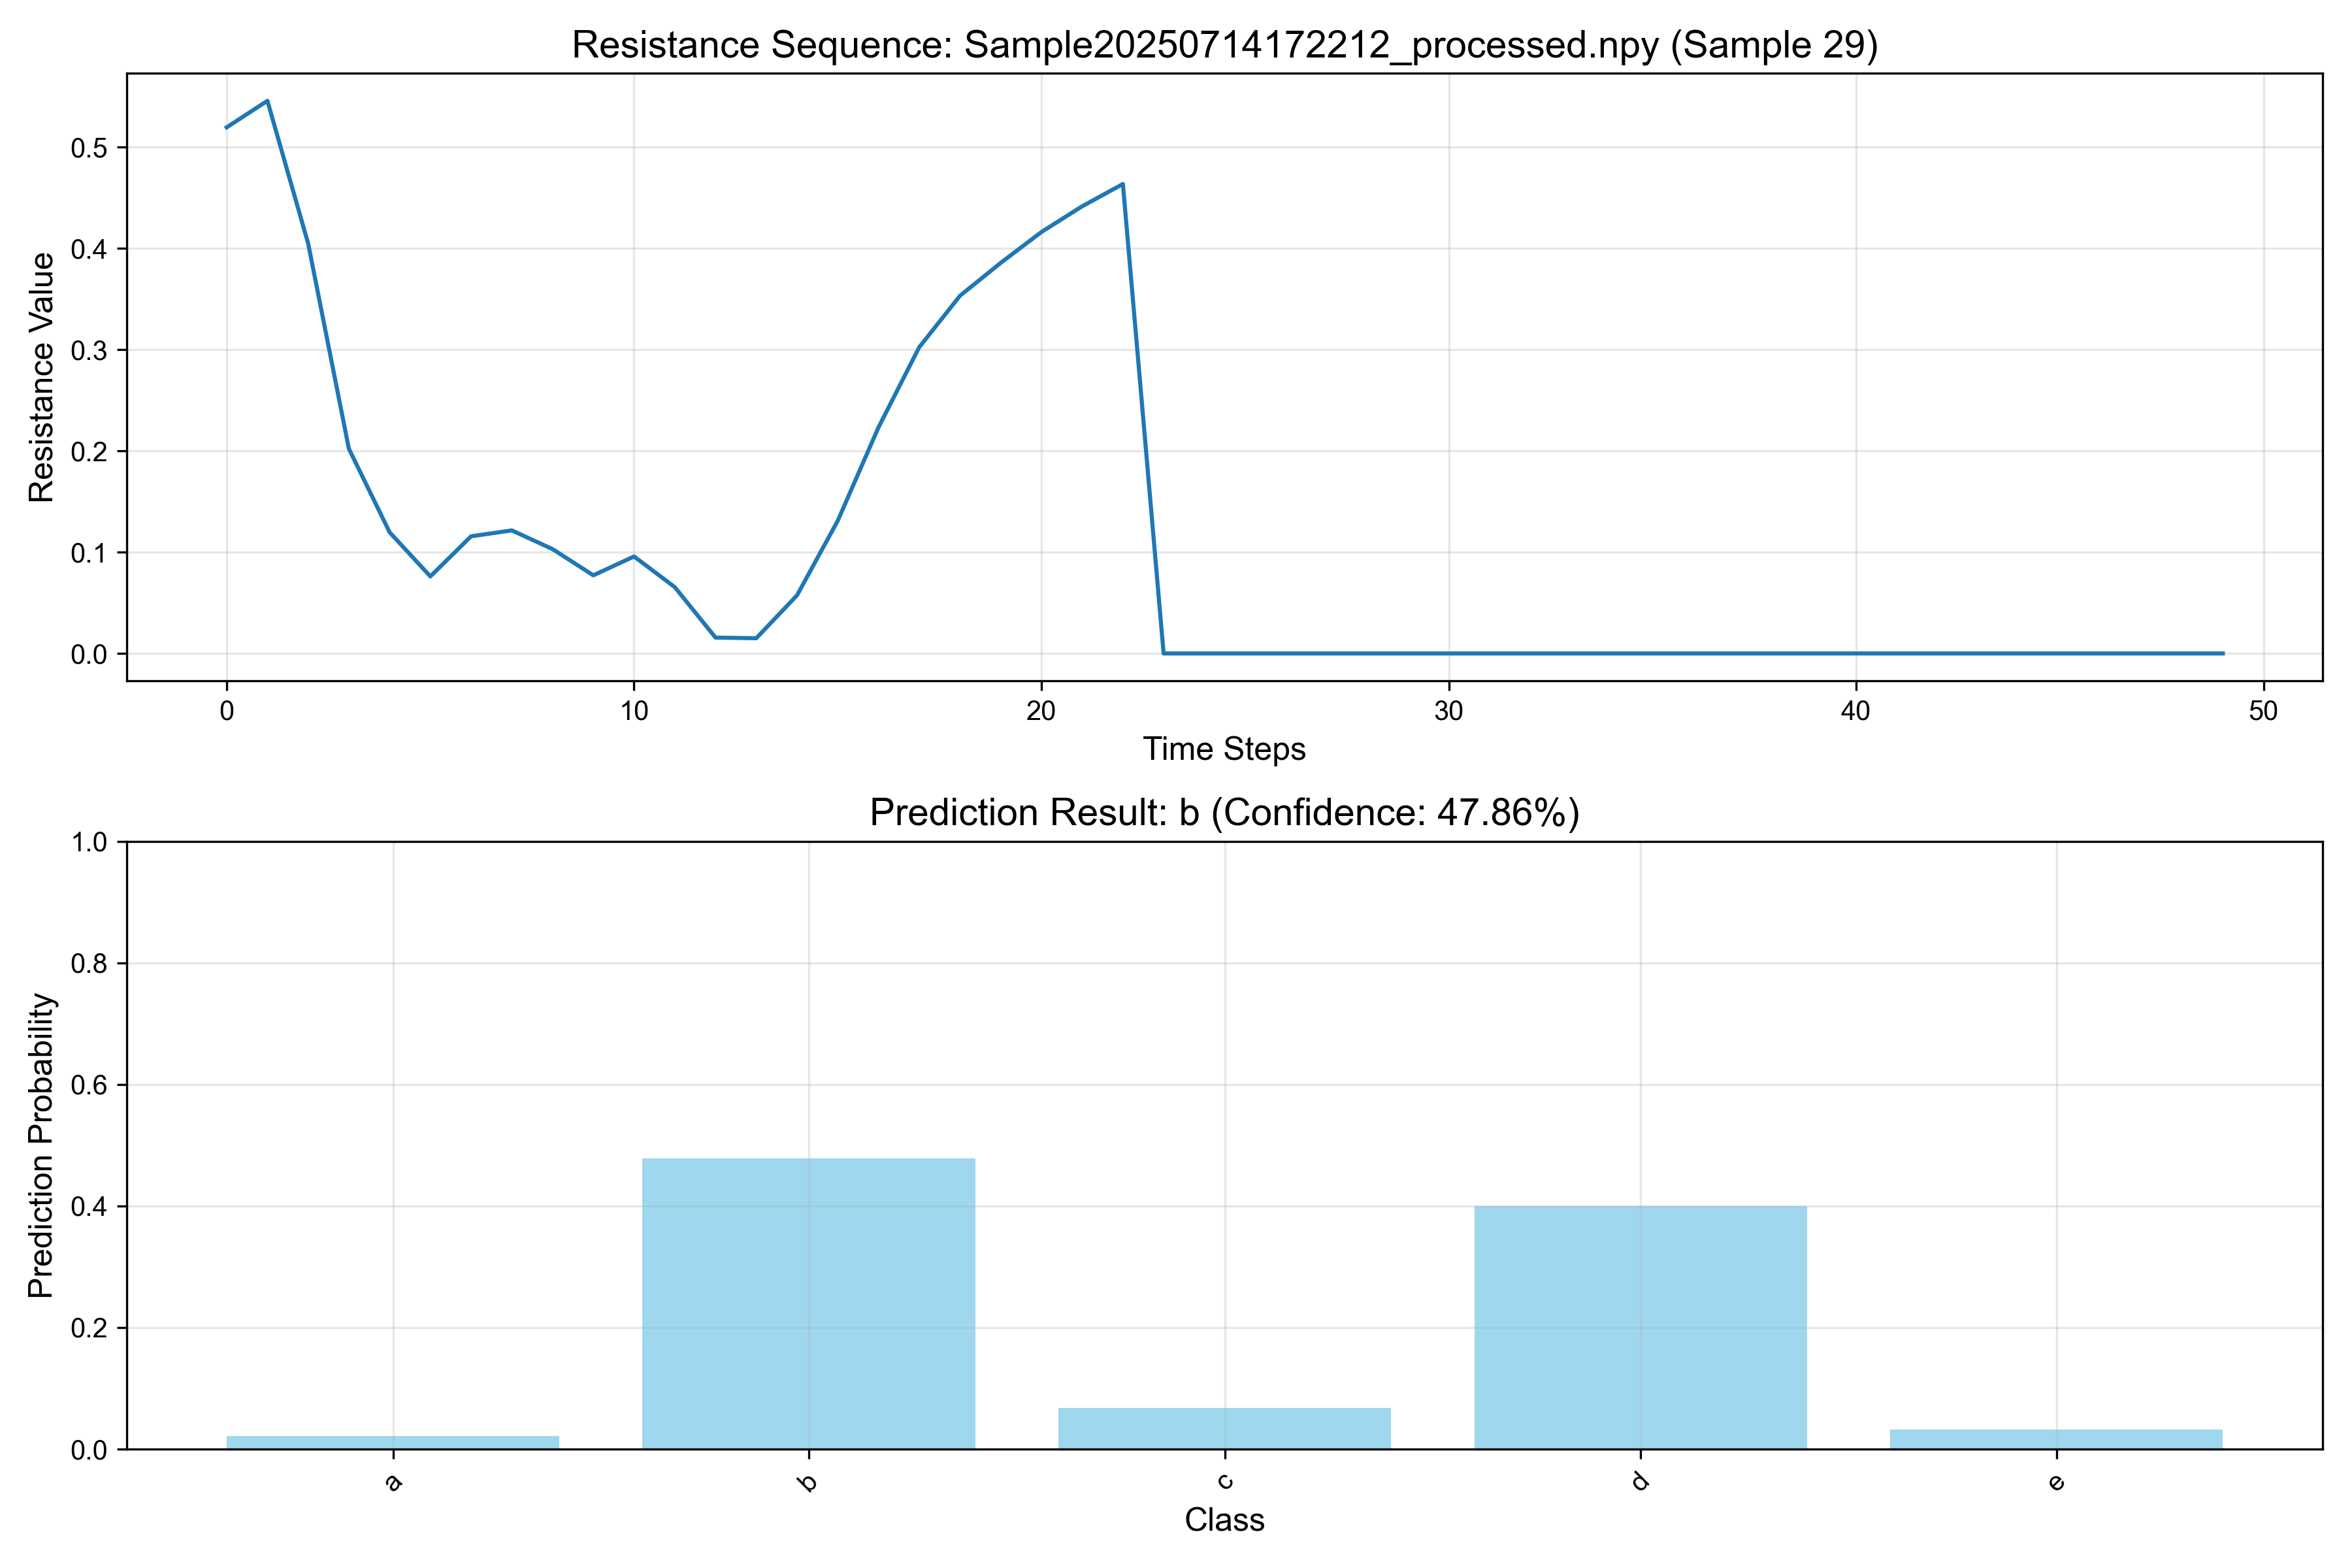 Resistance Sequence: Sample20250714172212_processed.npy (Sample 29)
Resistance Value
0.5
0.4
0.3
0.2
0.1
0.0
0 10 20 30 40 50
Time Steps
Prediction Result: b (Confidence: 47.86%)
Prediction Probability
1.0
0.8
0.6
0.4
0.2
0.0
a b c d e
Class